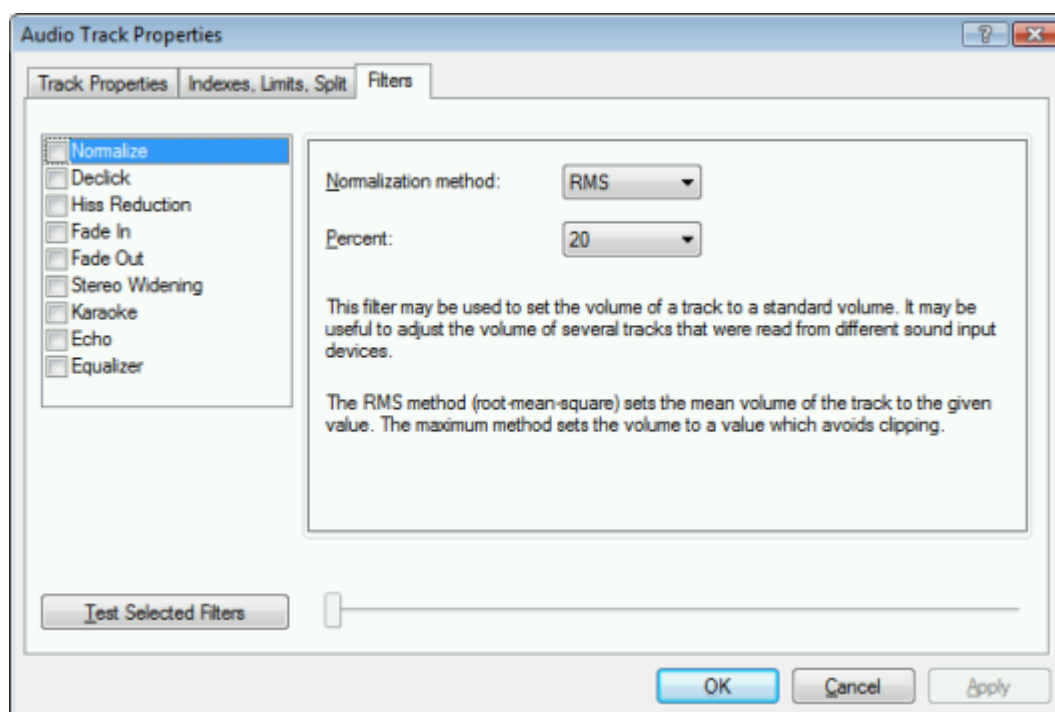 Audio Track Properties
Track Properties
Indexes, Limits, Split
Filters
Normalize
Declick
Hiss Reduction
Fade In
Fade Out
Stereo Widening
Karaoke
Echo
Equalizer
Normalization method:
RMS
Percent:
20
This filter may be used to set the volume of a track to a standard volume. It may be
useful to adjust the volume of several tracks that were read from different sound input
devices.
The RMS method (root-mean-square) sets the mean volume of the track to the given
value. The maximum method sets the volume to a value which avoids clipping.
Test Selected Filters
OK
Cancel
Apply